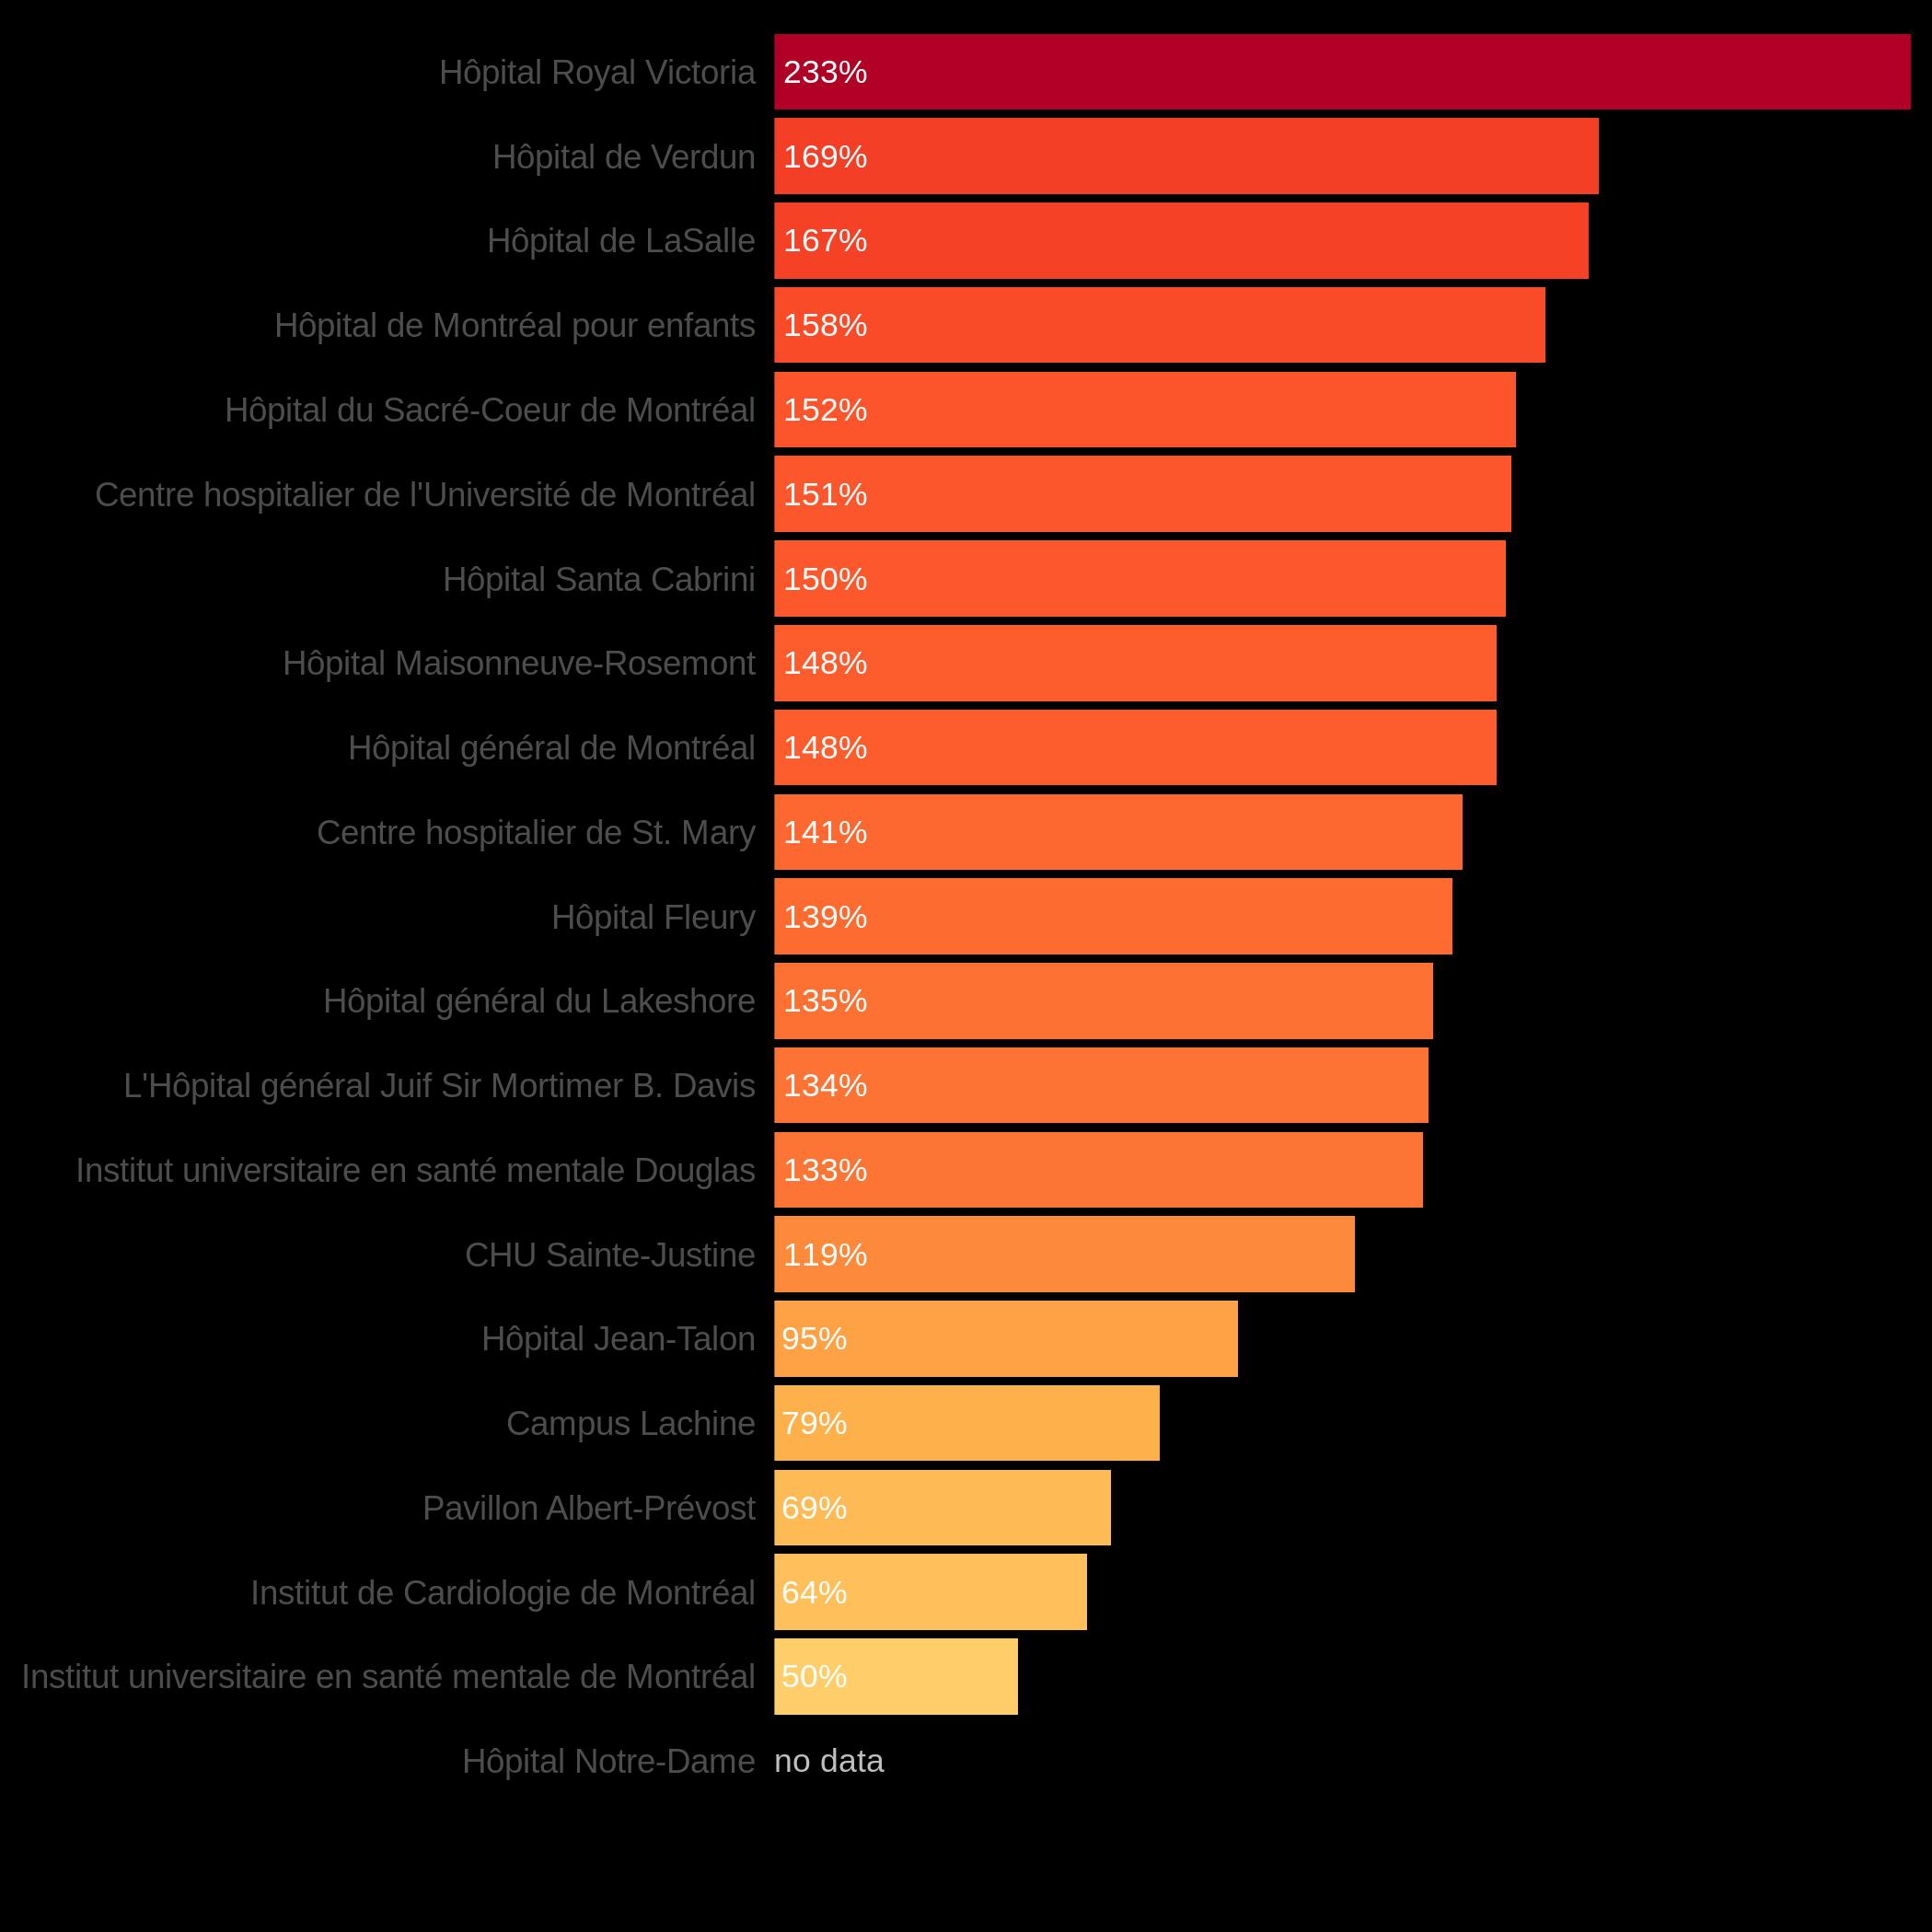 Hôpital Royal Victoria 233%
Hôpital de Verdun 169%
Hôpital de LaSalle 167%
Hôpital de Montréal pour enfants 158%
Hôpital du Sacré-Coeur de Montréal 152%
Centre hospitalier de l'Université de Montréal 151%
Hôpital Santa Cabrini 150%
Hôpital Maisonneuve-Rosemont 148%
Hôpital général de Montréal 148%
Centre hospitalier de St. Mary 141%
Hôpital Fleury 139%
Hôpital général du Lakeshore 135%
L'Hôpital général Juif Sir Mortimer B. Davis 134%
Institut universitaire en santé mentale Douglas 133%
CHU Sainte-Justine 119%
Hôpital Jean-Talon 95%
Campus Lachine 79%
Pavillon Albert-Prévost 69%
Institut de Cardiologie de Montréal 64%
Institut universitaire en santé mentale de Montréal 50%
Hôpital Notre-Dame no data